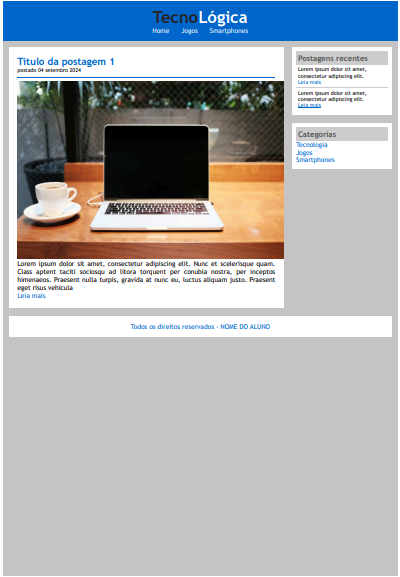 TecnoLógica
Home Jogos Smartphones
Titulo da postagem 1
postado 04 setembro 2024
Lorem ipsum dolor sit amet, consectetur adipiscing elit. Nunc et scelerisque quam.
Class aptent taciti sociosqu ad litora torquent per conubia nostra, per inceptos
himenaeos. Praesent nulla turpis, gravida at nunc eu, luctus aliquam justo. Praesent
eget risus vehicula
Leia mais
Postagens recentes
Lorem ipsum dolor sit amet,
consectetur adipiscing elit.
Leia mais
Lorem ipsum dolor sit amet,
consectetur adipiscing elit.
Leia mais
Categorias
Tecnologia
Jogos
Smartphones
Todos os direitos reservados - NOME DO ALUNO